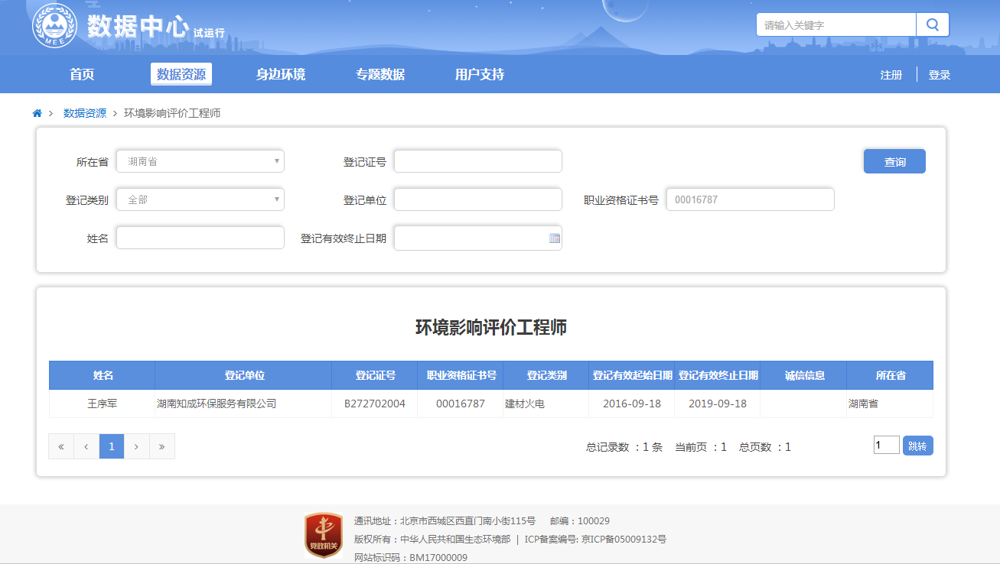 MEE
数据中心 试运行
请输入关键字
首页 数据资源 身边环境 专题数据 用户支持 注册 登录
数据资源 > 环境影响评价工程师
所在省 湖南省 登记证号 查询
登记类别 全部 登记单位 职业资格证书号 00016787
姓名 登记有效终止日期
环境影响评价工程师
姓名 登记单位 登记证号 职业资格证书号 登记类别 登记有效起始日期 登记有效终止日期 诚信信息 所在省
王序军 湖南知成环保服务有限公司 B272702004 00016787 建材火电 2016-09-18 2019-09-18 湖南省
« ‹ 1 › » 总记录数 ：1 条 当前页 ：1 总页数 ：1 1 跳转
党政机关
通讯地址：北京市西城区西直门南小街115号 邮编：100029
版权所有：中华人民共和国生态环境部 | ICP备案编号: 京ICP备05009132号
网站标识码：BM17000009